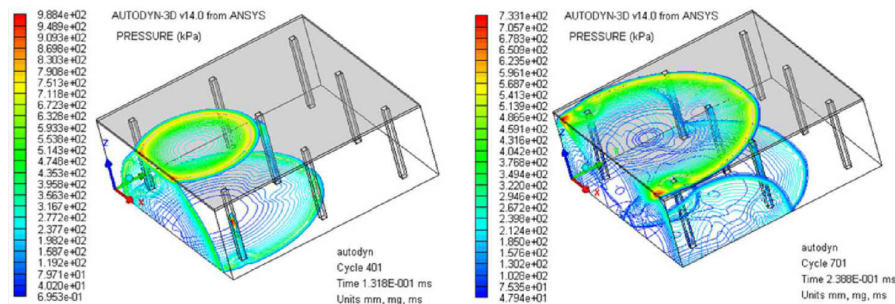 AUTODYN-3D v14.0 from ANSYS
PRESSURE (kPa)
9.884e+02
9.489e+02
9.093e+02
8.698e+02
8.303e+02
7.908e+02
7.513e+02
7.118e+02
6.723e+02
6.328e+02
5.933e+02
5.538e+02
5.143e+02
4.748e+02
4.353e+02
3.958e+02
3.563e+02
3.167e+02
2.772e+02
2.377e+02
1.982e+02
1.587e+02
1.192e+02
7.971e+01
4.020e+01
6.953e-01
Z
X
autodyn
Cycle 401
Time 1.318E-001 ms
Units mm, mg, ms
AUTODYN-3D v14.0 from ANSYS
PRESSURE (kPa)
7.331e+02
7.057e+02
6.783e+02
6.509e+02
6.235e+02
5.961e+02
5.687e+02
5.413e+02
5.139e+02
4.865e+02
4.591e+02
4.316e+02
4.042e+02
3.768e+02
3.494e+02
3.220e+02
2.946e+02
2.672e+02
2.398e+02
2.124e+02
1.850e+02
1.576e+02
1.302e+02
1.028e+02
7.535e+01
4.794e+01
Z
X
autodyn
Cycle 701
Time 2.388E-001 ms
Units mm, mg, ms